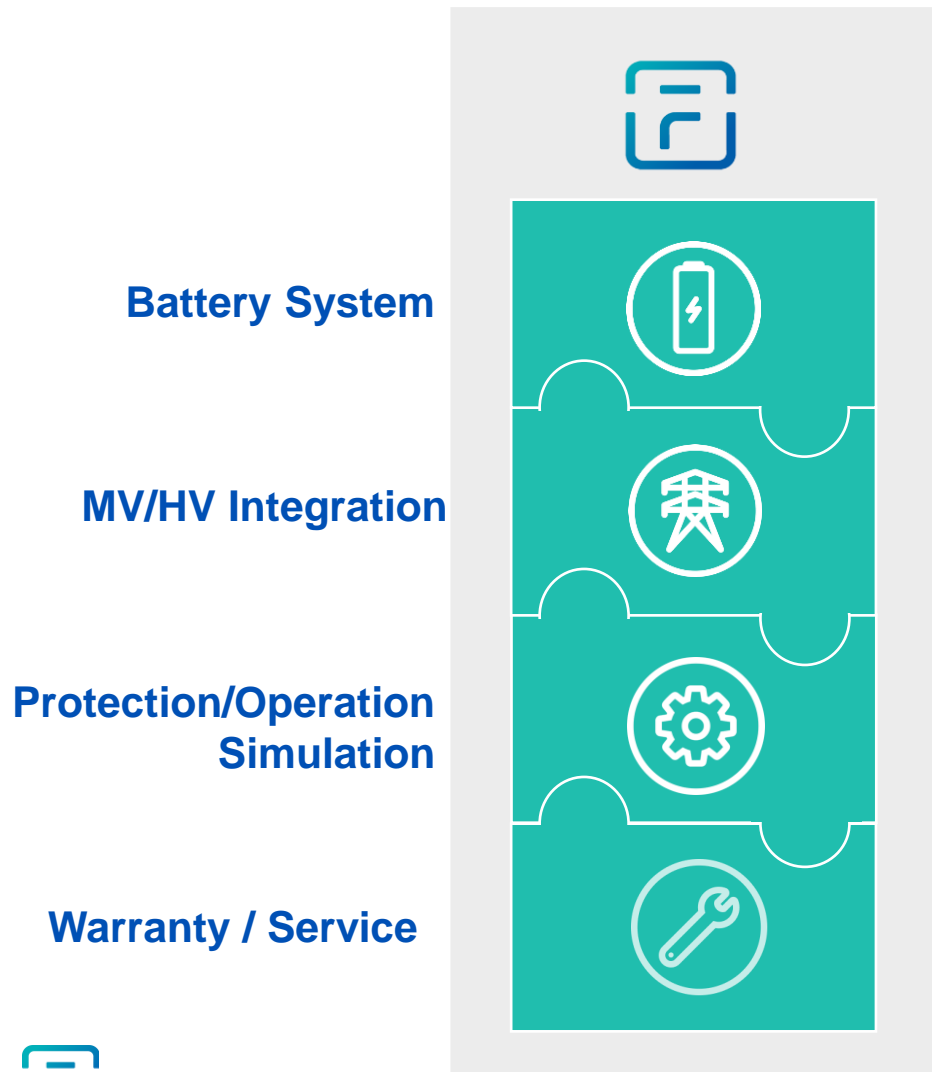 Battery System
MV/HV Integration
Protection/Operation
Simulation
Warranty / Service